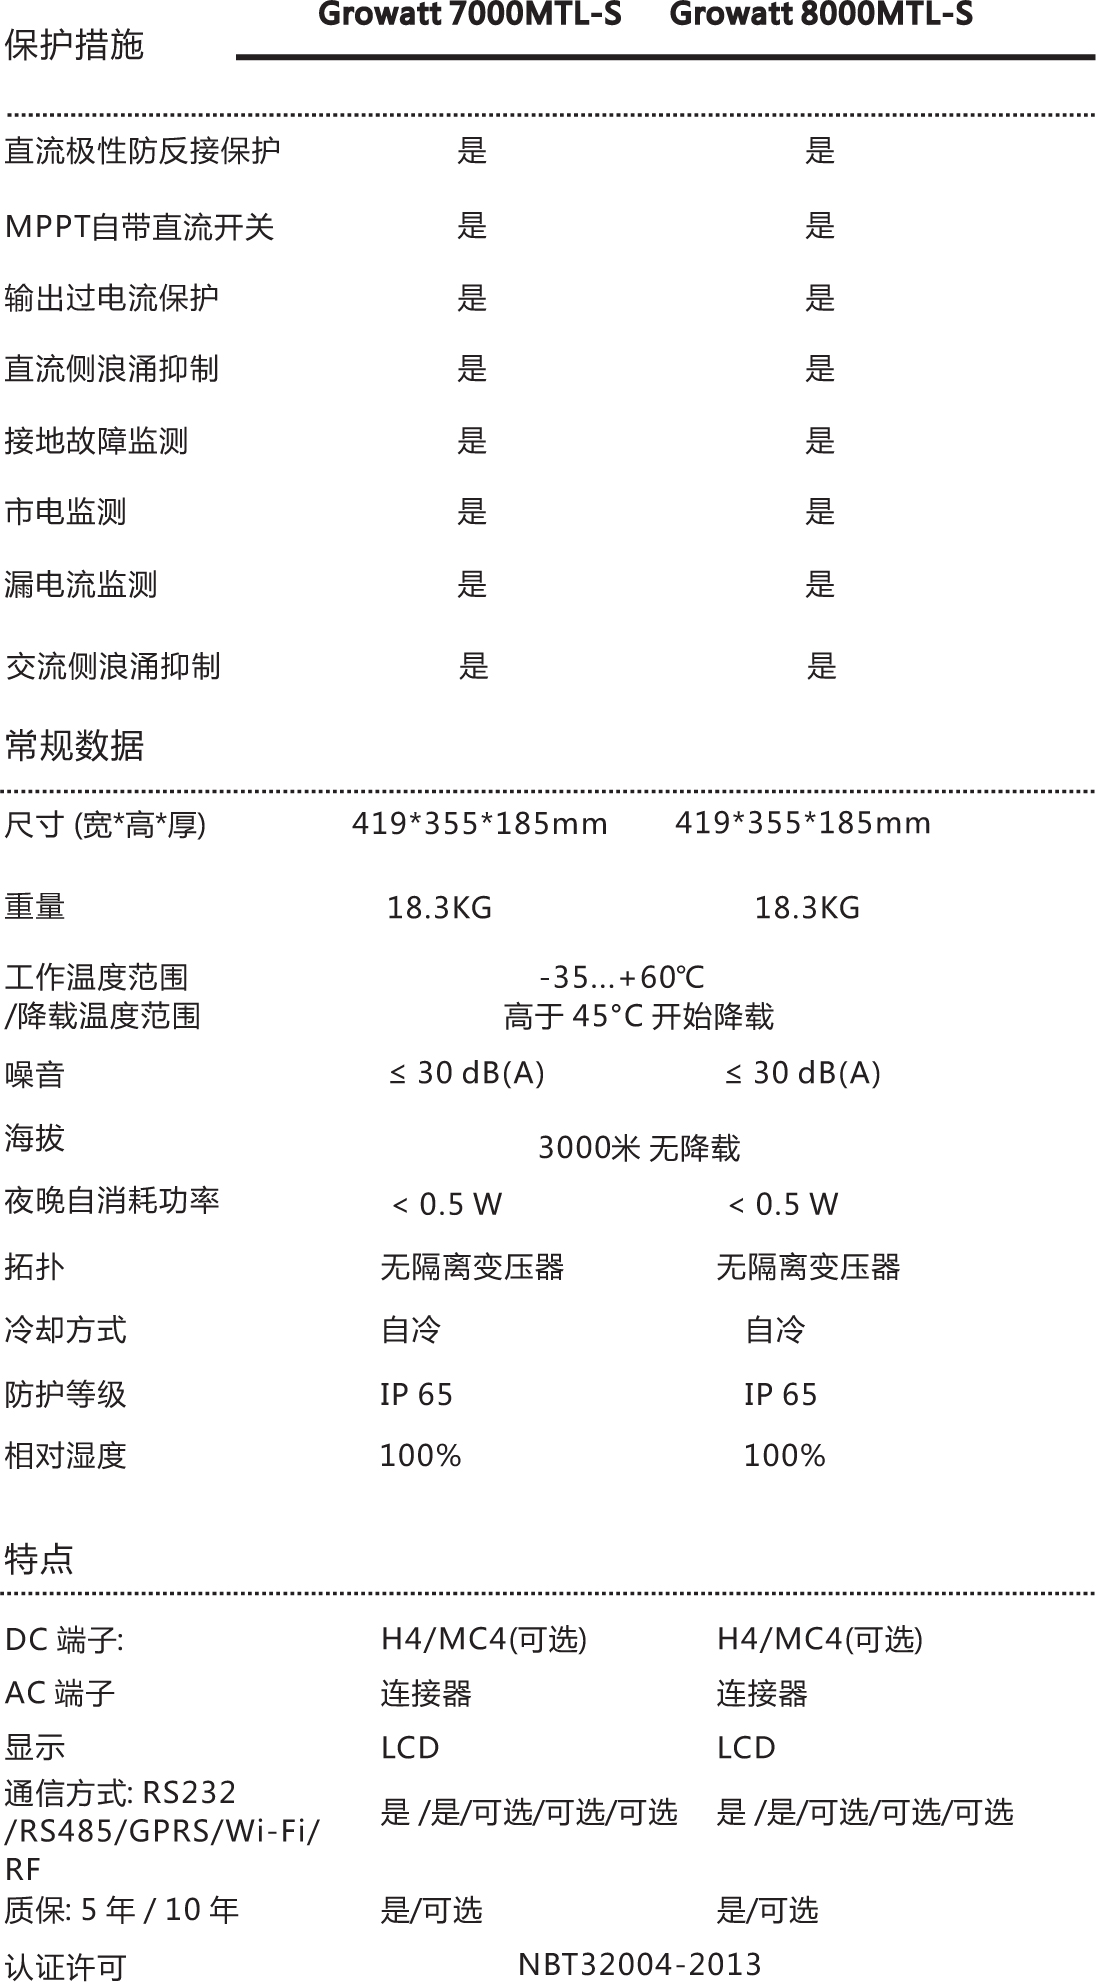 Growatt 7000MTL-S Growatt 8000MTL-S
保护措施
直流极性防反接保护 是 是
MPPT自带直流开关 是 是
输出过电流保护 是 是
直流侧浪涌抑制 是 是
接地故障监测 是 是
市电监测 是 是
漏电流监测 是 是
交流侧浪涌抑制 是 是
常规数据
尺寸 (宽*高*厚) 419*355*185mm 419*355*185mm
重量 18.3KG 18.3KG
工作温度范围 -35...+60℃
/降载温度范围 高于 45°C 开始降载
噪音 ≤ 30 dB(A) ≤ 30 dB(A)
海拔 3000米 无降载
夜晚自消耗功率 < 0.5 W < 0.5 W
拓扑 无隔离变压器 无隔离变压器
冷却方式 自冷 自冷
防护等级 IP 65 IP 65
相对湿度 100% 100%
特点
DC 端子: H4/MC4(可选) H4/MC4(可选)
AC 端子 连接器 连接器
显示 LCD LCD
通信方式: RS232
/RS485/GPRS/Wi-Fi/ 是 /是/可选/可选/可选 是 /是/可选/可选/可选
RF
质保: 5 年 / 10 年 是/可选 是/可选
认证许可 NBT32004-2013